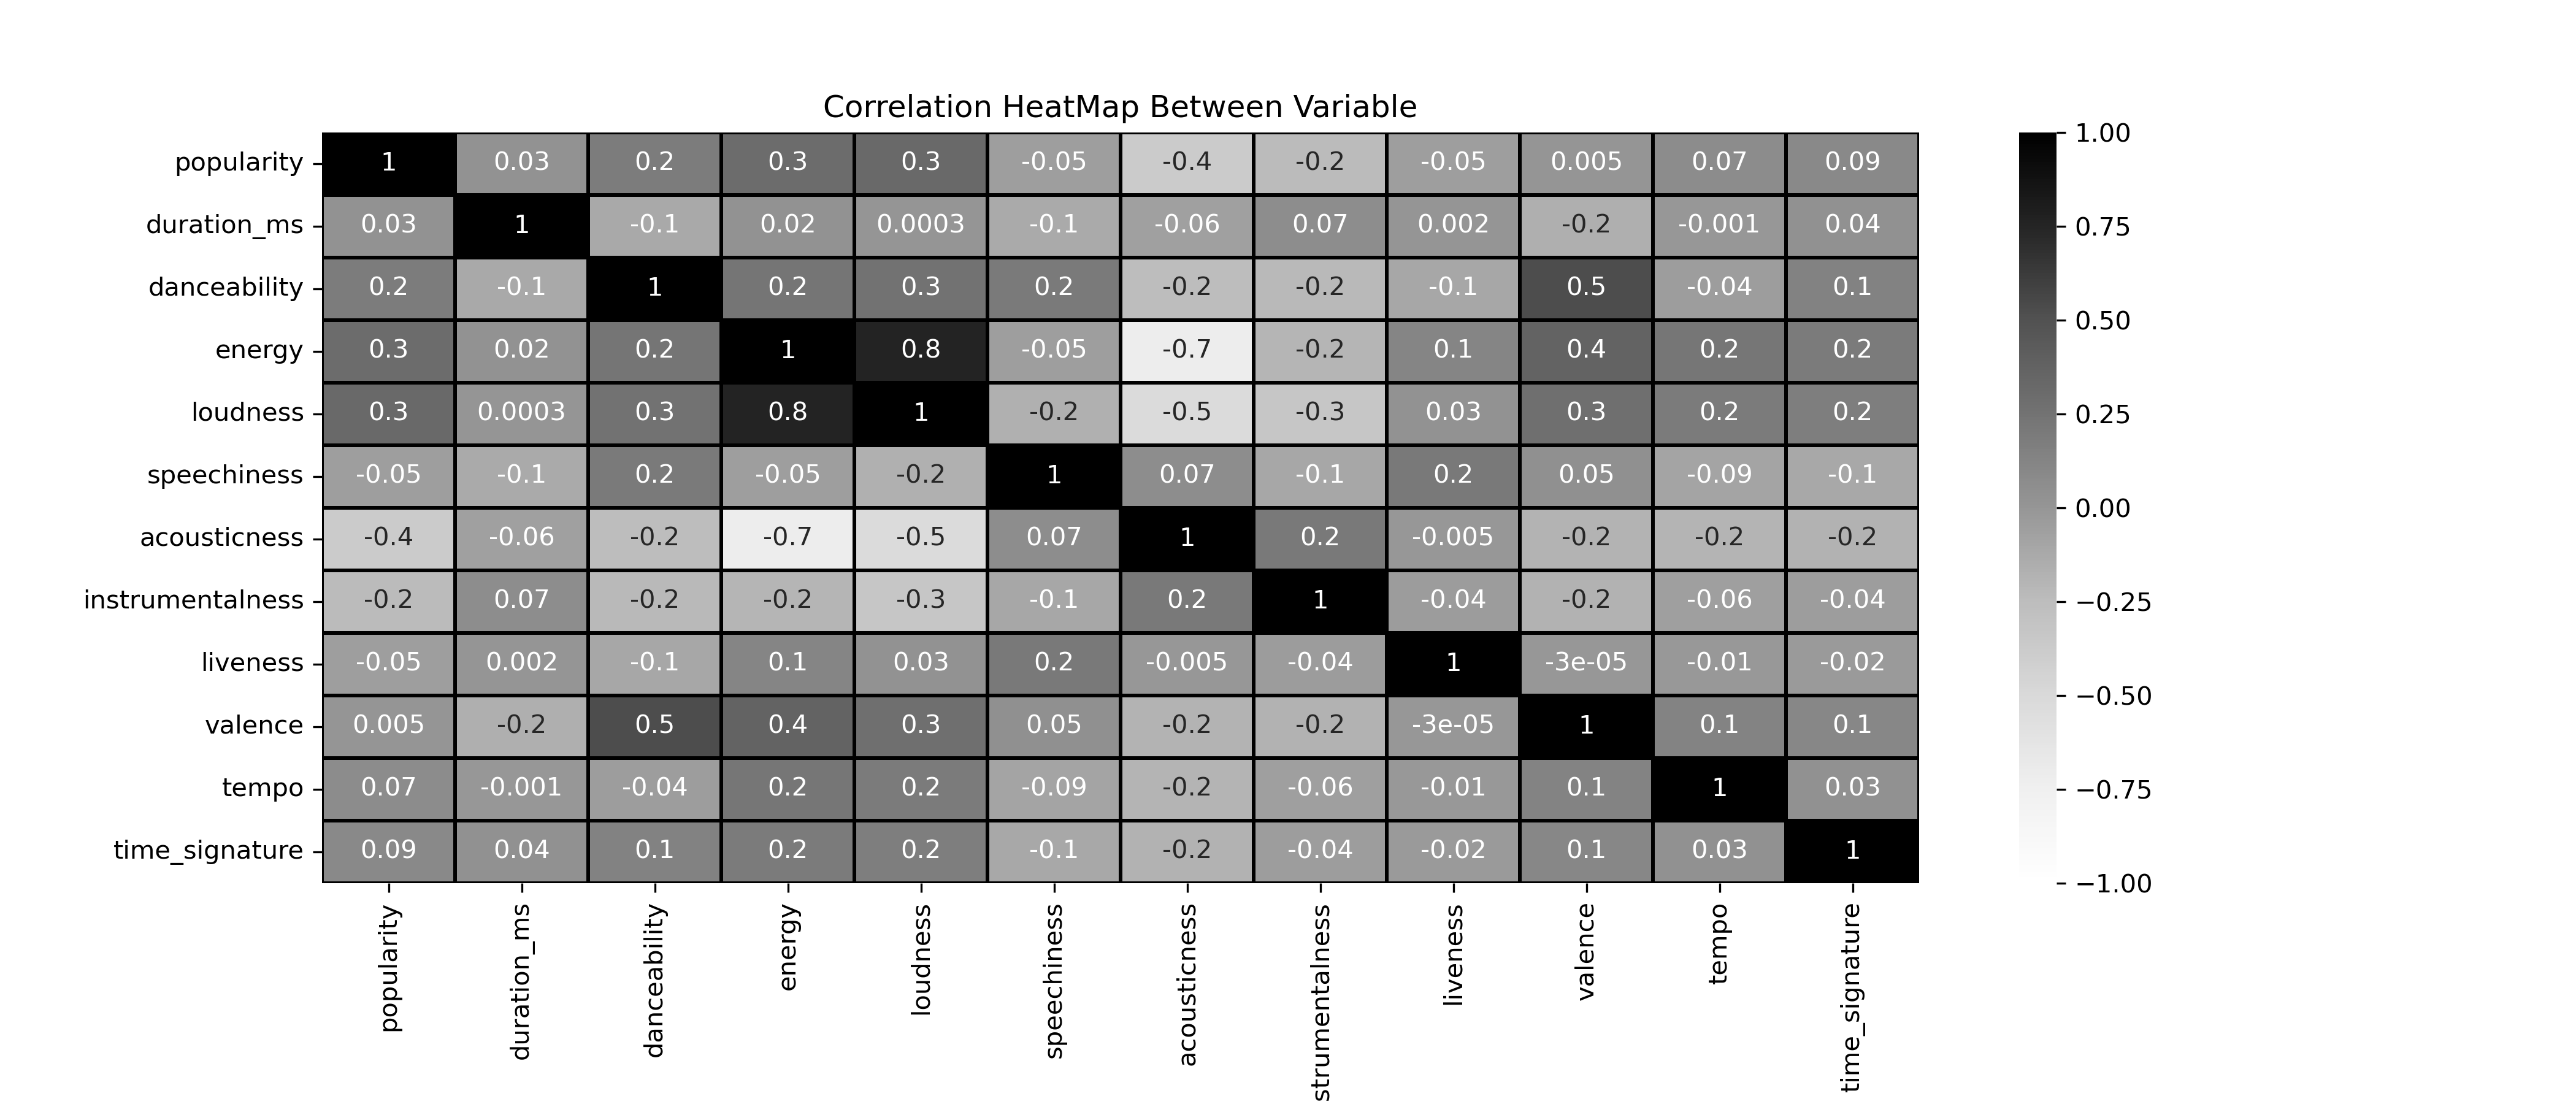 Correlation HeatMap Between Variable
popularity 1 0.03 0.2 0.3 0.3 -0.05 -0.4 -0.2 -0.05 0.005 0.07 0.09
duration_ms 0.03 1 -0.1 0.02 0.0003 -0.1 -0.06 0.07 0.002 -0.2 -0.001 0.04
danceability 0.2 -0.1 1 0.2 0.3 0.2 -0.2 -0.2 -0.1 0.5 -0.04 0.1
energy 0.3 0.02 0.2 1 0.8 -0.05 -0.7 -0.2 0.1 0.4 0.2 0.2
loudness 0.3 0.0003 0.3 0.8 1 -0.2 -0.5 -0.3 0.03 0.3 0.2 0.2
speechiness -0.05 -0.1 0.2 -0.05 -0.2 1 0.07 -0.1 0.2 0.05 -0.09 -0.1
acousticness -0.4 -0.06 -0.2 -0.7 -0.5 0.07 1 0.2 -0.005 -0.2 -0.2 -0.2
instrumentalness -0.2 0.07 -0.2 -0.2 -0.3 -0.1 0.2 1 -0.04 -0.2 -0.06 -0.04
liveness -0.05 0.002 -0.1 0.1 0.03 0.2 -0.005 -0.04 1 -3e-05 -0.01 -0.02
valence 0.005 -0.2 0.5 0.4 0.3 0.05 -0.2 -0.2 -3e-05 1 0.1 0.1
tempo 0.07 -0.001 -0.04 0.2 0.2 -0.09 -0.2 -0.06 -0.01 0.1 1 0.03
time_signature 0.09 0.04 0.1 0.2 0.2 -0.1 -0.2 -0.04 -0.02 0.1 0.03 1
popularity
duration_ms
danceability
energy
loudness
speechiness
acousticness
strumentalness
liveness
valence
tempo
time_signature
1.00
0.75
0.50
0.25
0.00
−0.25
−0.50
−0.75
−1.00